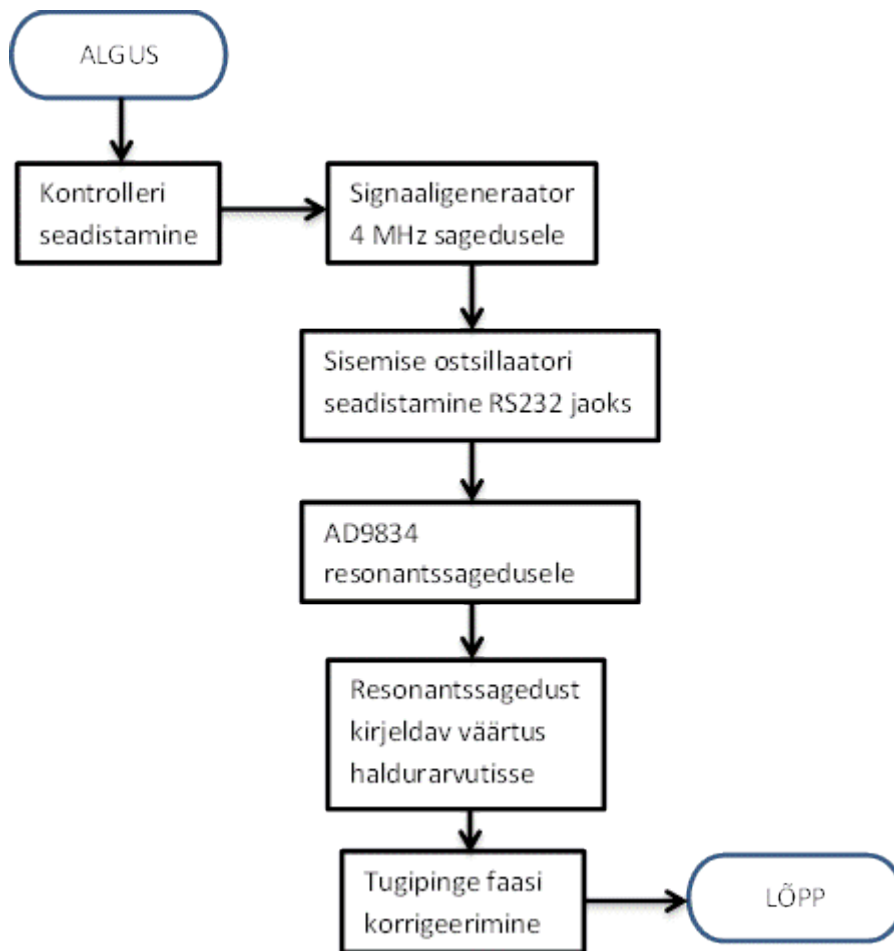 ALGUS
Kontrolleri
seadistamine
Signaaligeneraator
4 MHz sagedusele
Sisemise ostsillaatori
seadistamine RS232 jaoks
AD9834
resonantssagedusele
Resonantssagedust
kirjeldav väärtus
haldurarvutisse
Tugipinge faasi
korrigeerimine
LÕPP